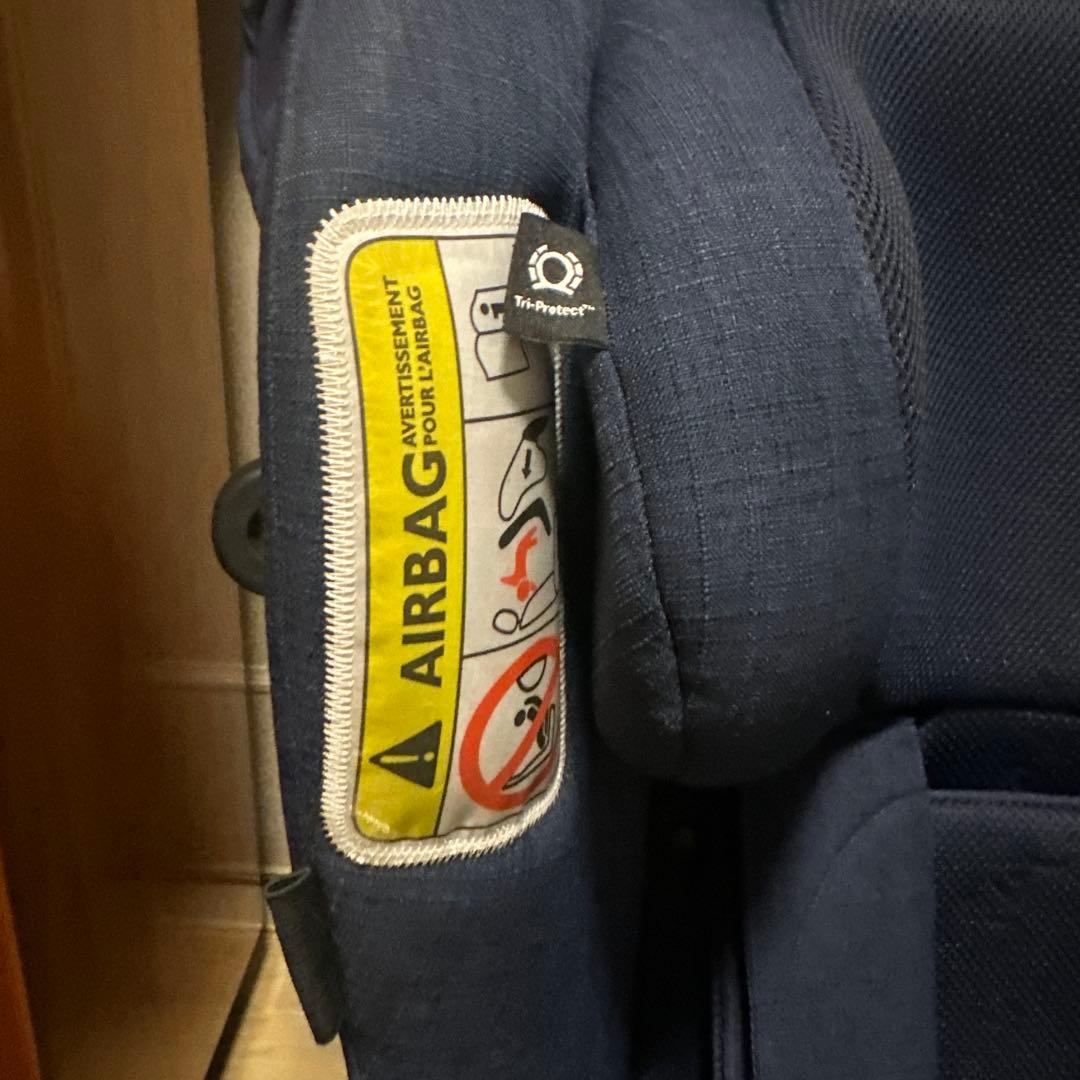 AIRBAG
AVERTISSEMENT
POUR L'AIRBAG
i
Tri-Protect™